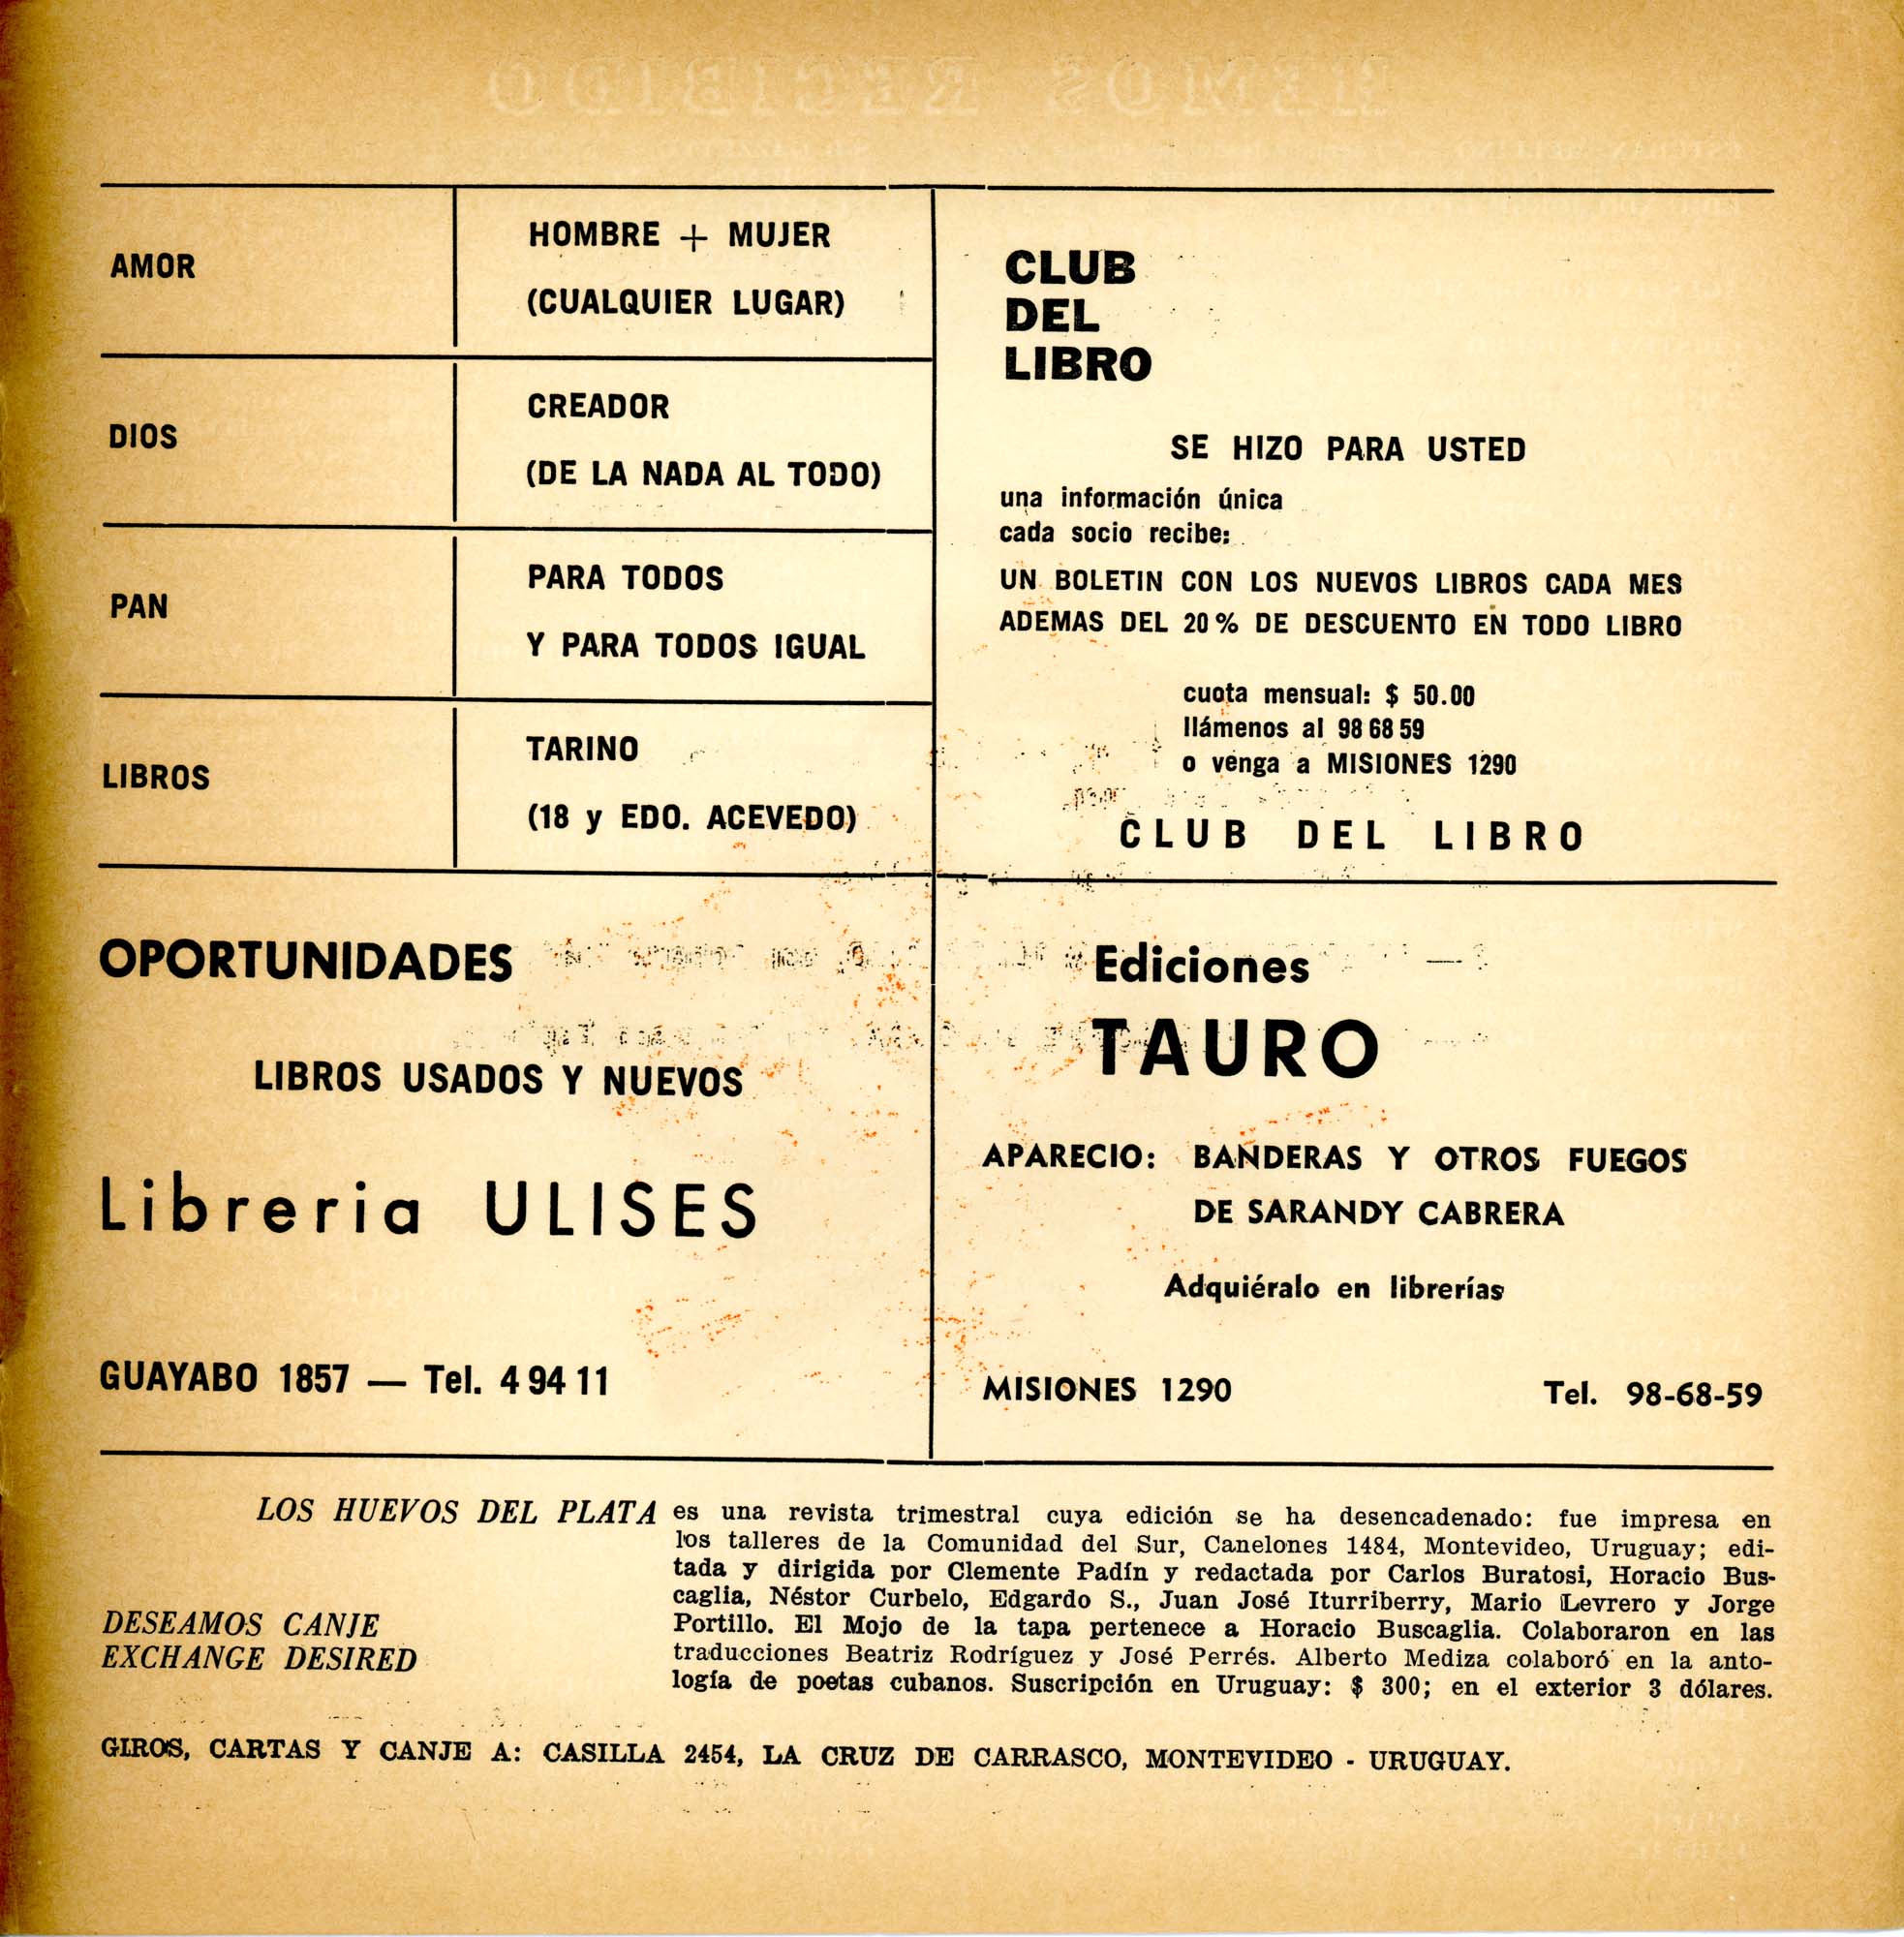 AMOR
HOMBRE + MUJER
(CUALQUIER LUGAR)
DIOS
CREADOR
(DE LA NADA AL TODO)
PAN
PARA TODOS
Y PARA TODOS IGUAL
LIBROS
TARINO
(18 y EDO. ACEVEDO)
CLUB
DEL
LIBRO
SE HIZO PARA USTED
una información única
cada socio recibe:
UN BOLETIN CON LOS NUEVOS LIBROS CADA MES
ADEMAS DEL 20% DE DESCUENTO EN TODO LIBRO
cuota mensual: $ 50.00
llámenos al 98 68 59
o venga a MISIONES 1290
CLUB DEL LIBRO
OPORTUNIDADES
LIBROS USADOS Y NUEVOS
Libreria ULISES
GUAYABO 1857 — Tel. 4 94 11
Ediciones
TAURO
APARECIO: BANDERAS Y OTROS FUEGOS
DE SARANDY CABRERA
Adquiéralo en librerías
MISIONES 1290 Tel. 98-68-59
LOS HUEVOS DEL PLATA es una revista trimestral cuya edición se ha desencadenado: fue impresa en
los talleres de la Comunidad del Sur, Canelones 1484, Montevideo, Uruguay; edi-
tada y dirigida por Clemente Padín y redactada por Carlos Buratosi, Horacio Bus-
caglia, Néstor Curbelo, Edgardo S., Juan José Iturriberry, Mario Levrero y Jorge
Portillo. El Mojo de la tapa pertenece a Horacio Buscaglia. Colaboraron en las
traducciones Beatriz Rodríguez y José Perrés. Alberto Mediza colaboró en la anto-
logía de poetas cubanos. Suscripción en Uruguay: $ 300; en el exterior 3 dólares.
DESEAMOS CANJE
EXCHANGE DESIRED
GIROS, CARTAS Y CANJE A: CASILLA 2454, LA CRUZ DE CARRASCO, MONTEVIDEO - URUGUAY.